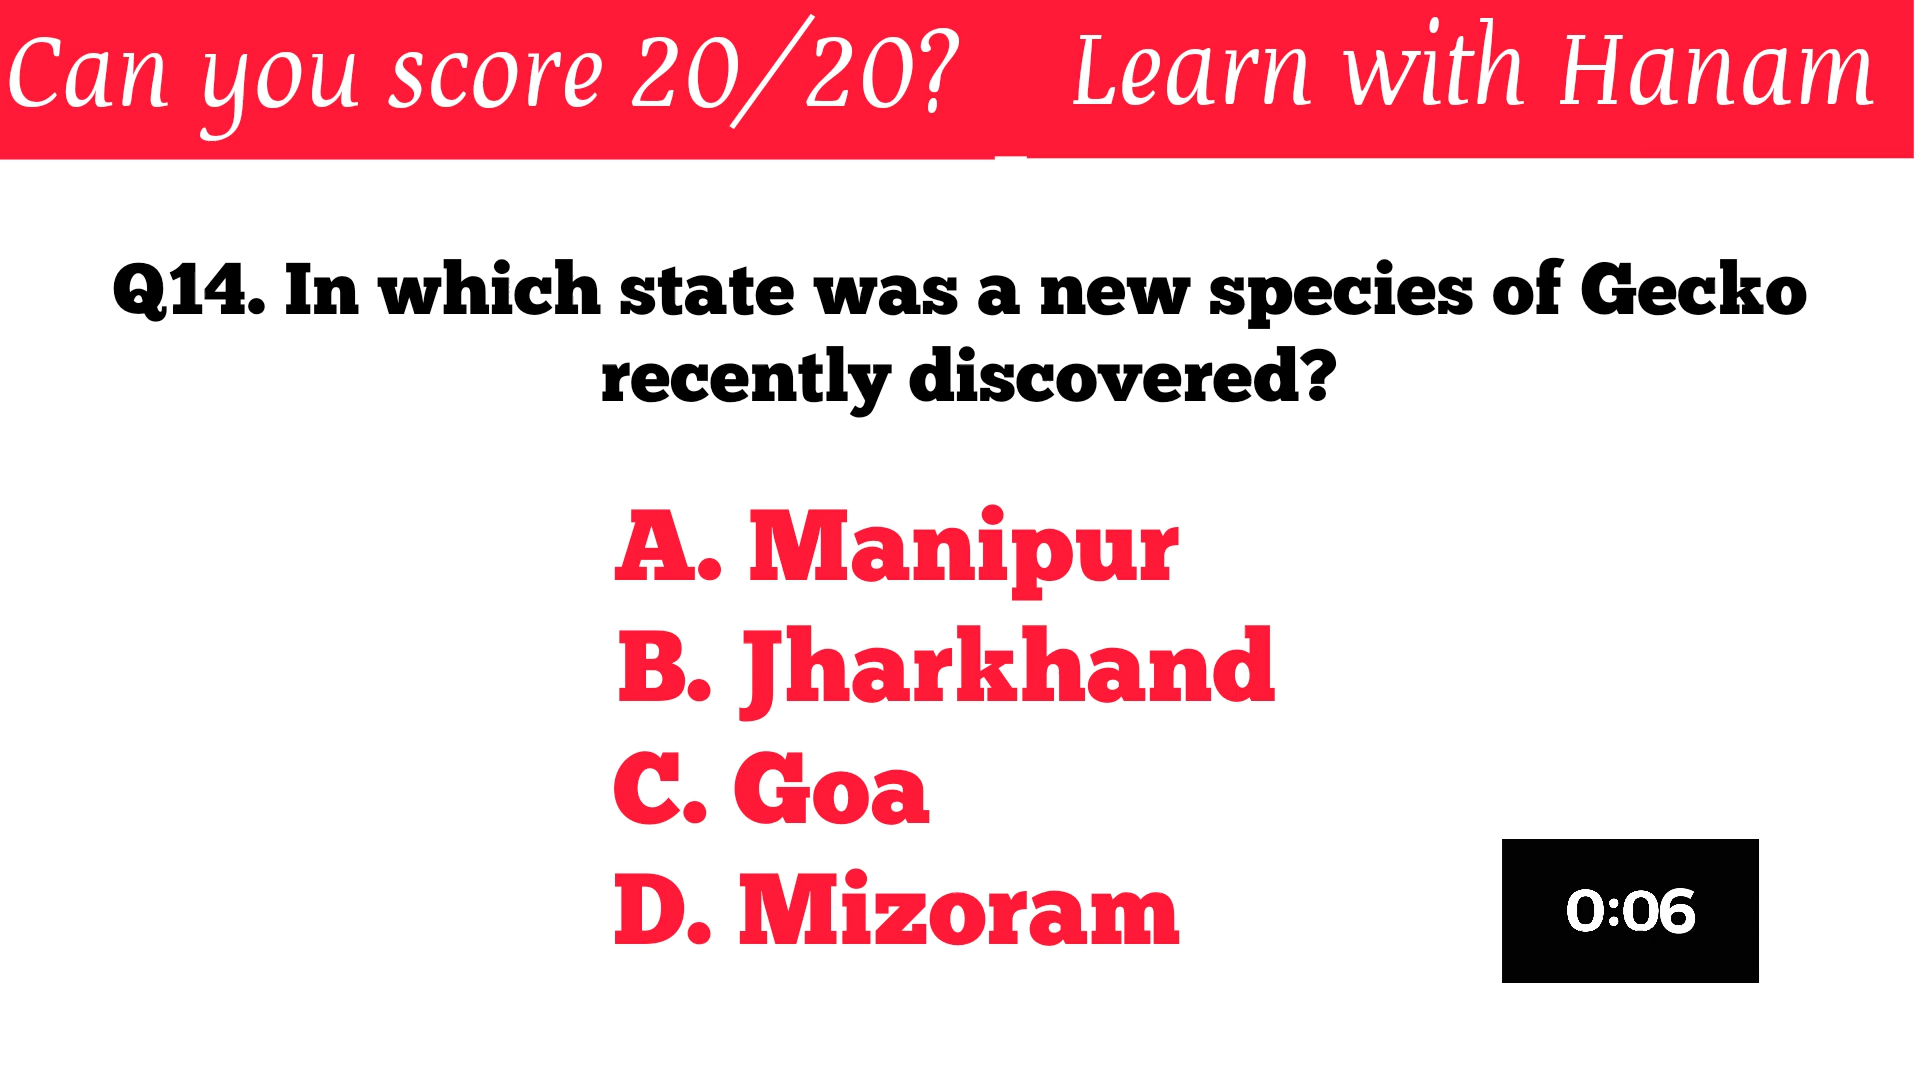 Can you score 20/20? Learn with Hanam
Q14. In which state was a new species of Gecko
recently discovered?
A. Manipur
B. Jharkhand
C. Goa
D. Mizoram
0:06